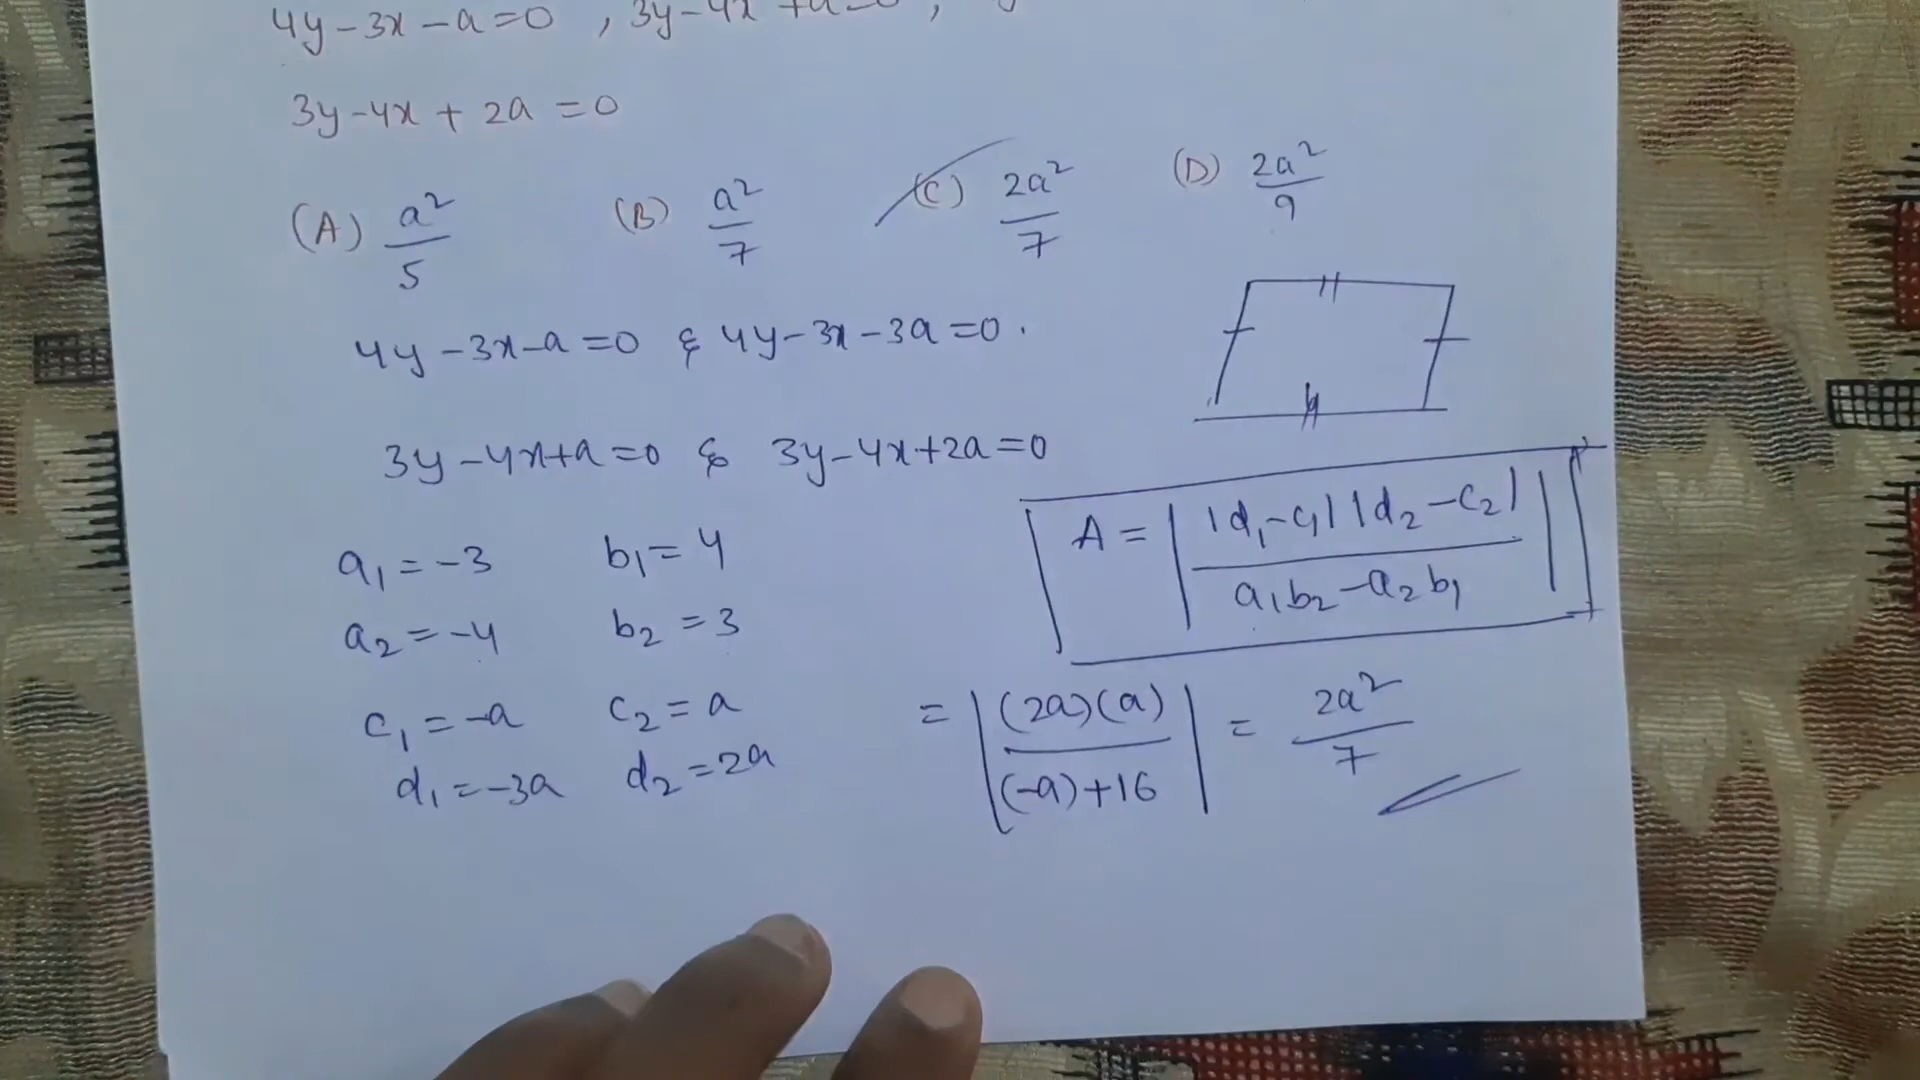 4y-3x-a=0 , 3y-4x+a=0 ,
3y-4x+2a=0
(A) a²/5 (B) a²/7 (C) 2a²/7 (D) 2a²/9
4y-3x-a=0 & 4y-3x-3a=0.
3y-4x+a=0 & 3y-4x+2a=0
a₁=-3 b₁=4
a₂=-4 b₂=3
c₁=-a c₂=a
d₁=-3a d₂=2a
A=||d₁-c₁||d₂-c₂|/a₁b₂-a₂b₁|
=|(2a)(a)/(-9)+16|=2a²/7